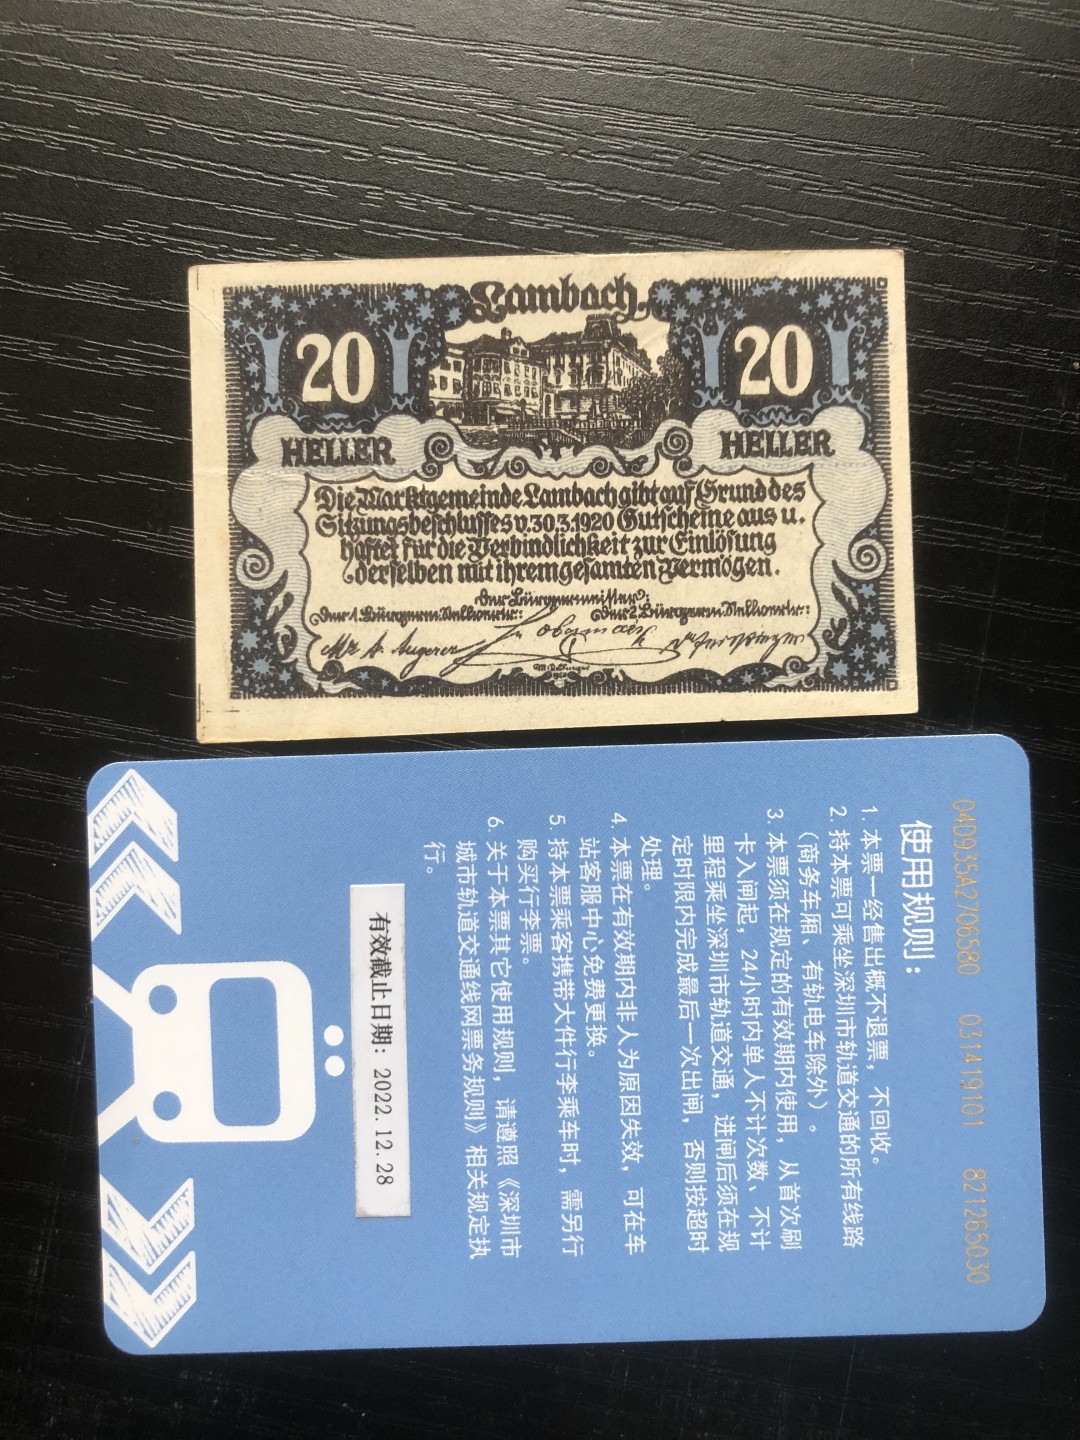 Lambach
20 20
HELLER HELLER
Die Marktgemeinde Lambach gibt auf Grund des
Sitzungsbeschlusses v. 30.3.1920 Gutscheine aus u.
haftet für die Verbindlichkeit zur Einlösung
derselben mit ihrem gesamten Vermögen.
Der Bürgermeister:
Der 1. Bürgerm. Stellvertr.: Der 2. Bürgerm. Stellvertr.:
04D935A2706580 031419101 821265030
使用规则：
1. 本票一经售出概不退票，不回收。
2. 持本票可乘坐深圳市轨道交通的所有线路
（商务车厢、有轨电车除外）。
3. 本票须在规定的有效期内使用，从首次刷
卡入闸起，24小时内单人不计次数、不计
里程乘坐深圳市轨道交通，进闸后须在规
定时限内完成最后一次出闸，否则按超时
处理。
4. 本票在有效期内非人为原因失效，可在车
站客服中心免费更换。
5. 持本票乘客携带大件行李乘车时，需另行
购买行李票。
6. 关于本票其它使用规则，请遵照《深圳市
城市轨道交通线网票务规则》相关规定执
行。
有效截止日期：2022.12.28